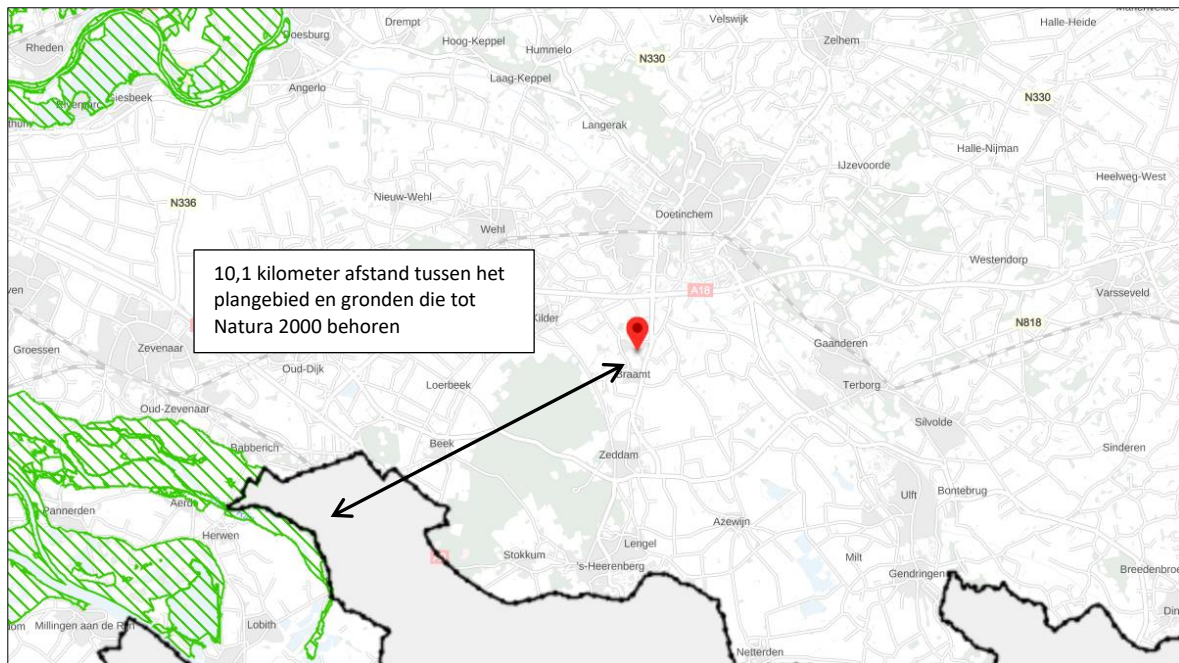 Drempt
Velswijk
Halle-Heide
Rheden
Doesburg
Hoog-Keppel
Hummelo
Zelhem
N330
Laag-Keppel
Angerlo
Giesbeek
N330
Langerak
Halle-Nijman
IJzevoorde
Heelweg-West
Nieuw-Wehl
N336
Doetinchem
Wehl
Westendorp
10,1 kilometer afstand tussen het
plangebied en gronden die tot
Natura 2000 behoren
A18
Varsseveld
Kilder
N818
Groessen
Zevenaar
Gaanderen
Oud-Dijk
Braamt
Loerbeek
Terborg
Oud-Zevenaar
Silvolde
Babberich
Beek
Zeddam
Sinderen
Ulft
Bontebrug
Pannerden
Aerdt
Herwen
Azewijn
Lengel
Stokkum
's-Heerenberg
Milt
Gendringen
Breedenbroek
Millingen aan de Rijn
Lobith
Netterden